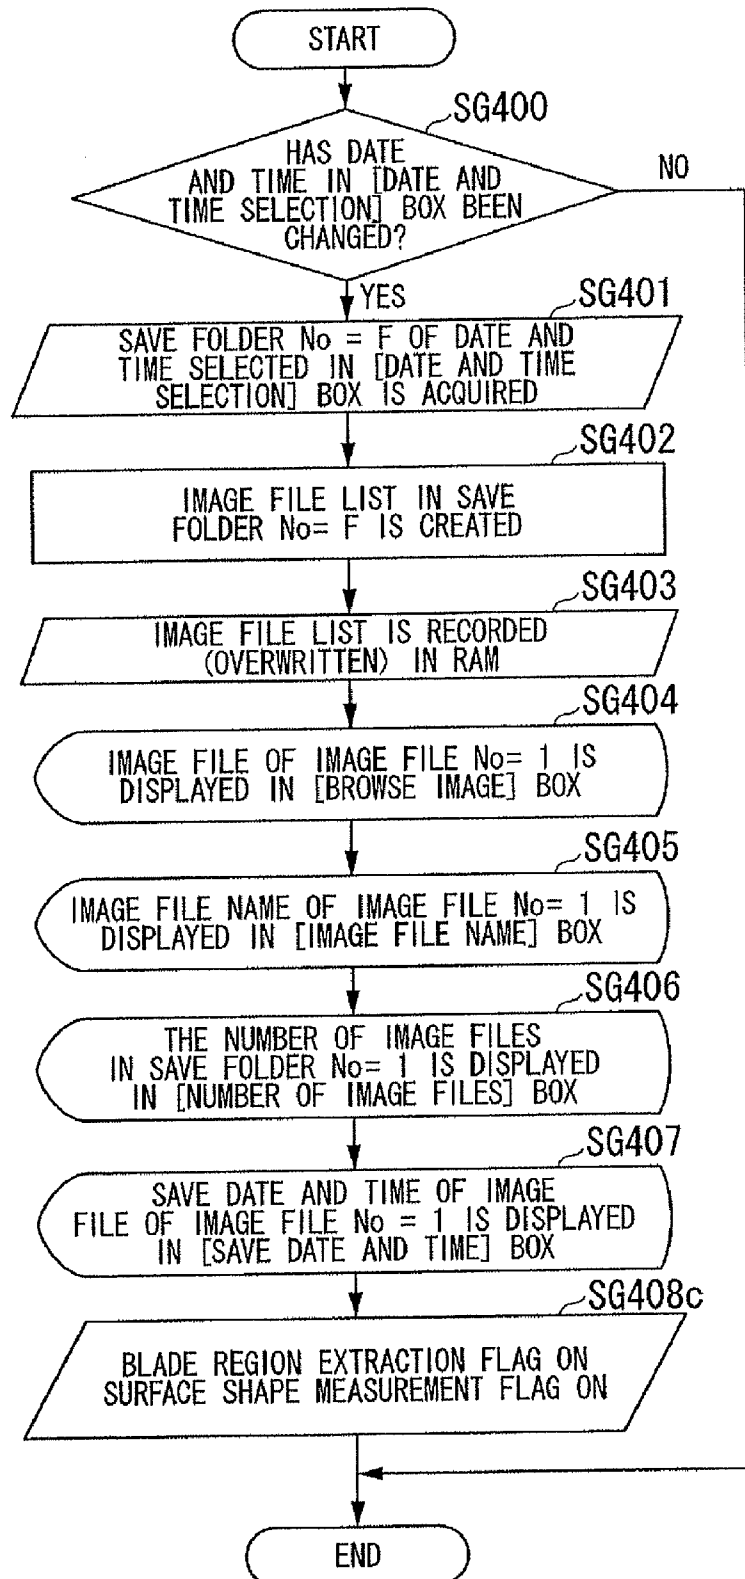 START
SG400
HAS DATE
AND TIME IN [DATE AND
TIME SELECTION] BOX BEEN
CHANGED?
NO
YES
SG401
SAVE FOLDER No = F OF DATE AND
TIME SELECTED IN [DATE AND TIME
SELECTION] BOX IS ACQUIRED
SG402
IMAGE FILE LIST IN SAVE
FOLDER No= F IS CREATED
SG403
IMAGE FILE LIST IS RECORDED
(OVERWRITTEN) IN RAM
SG404
IMAGE FILE OF IMAGE FILE No= 1 IS
DISPLAYED IN [BROWSE IMAGE] BOX
SG405
IMAGE FILE NAME OF IMAGE FILE No= 1 IS
DISPLAYED IN [IMAGE FILE NAME] BOX
SG406
THE NUMBER OF IMAGE FILES
IN SAVE FOLDER No= 1 IS DISPLAYED
IN [NUMBER OF IMAGE FILES] BOX
SG407
SAVE DATE AND TIME OF IMAGE
FILE OF IMAGE FILE No = 1 IS DISPLAYED
IN [SAVE DATE AND TIME] BOX
SG408c
BLADE REGION EXTRACTION FLAG ON
SURFACE SHAPE MEASUREMENT FLAG ON
END